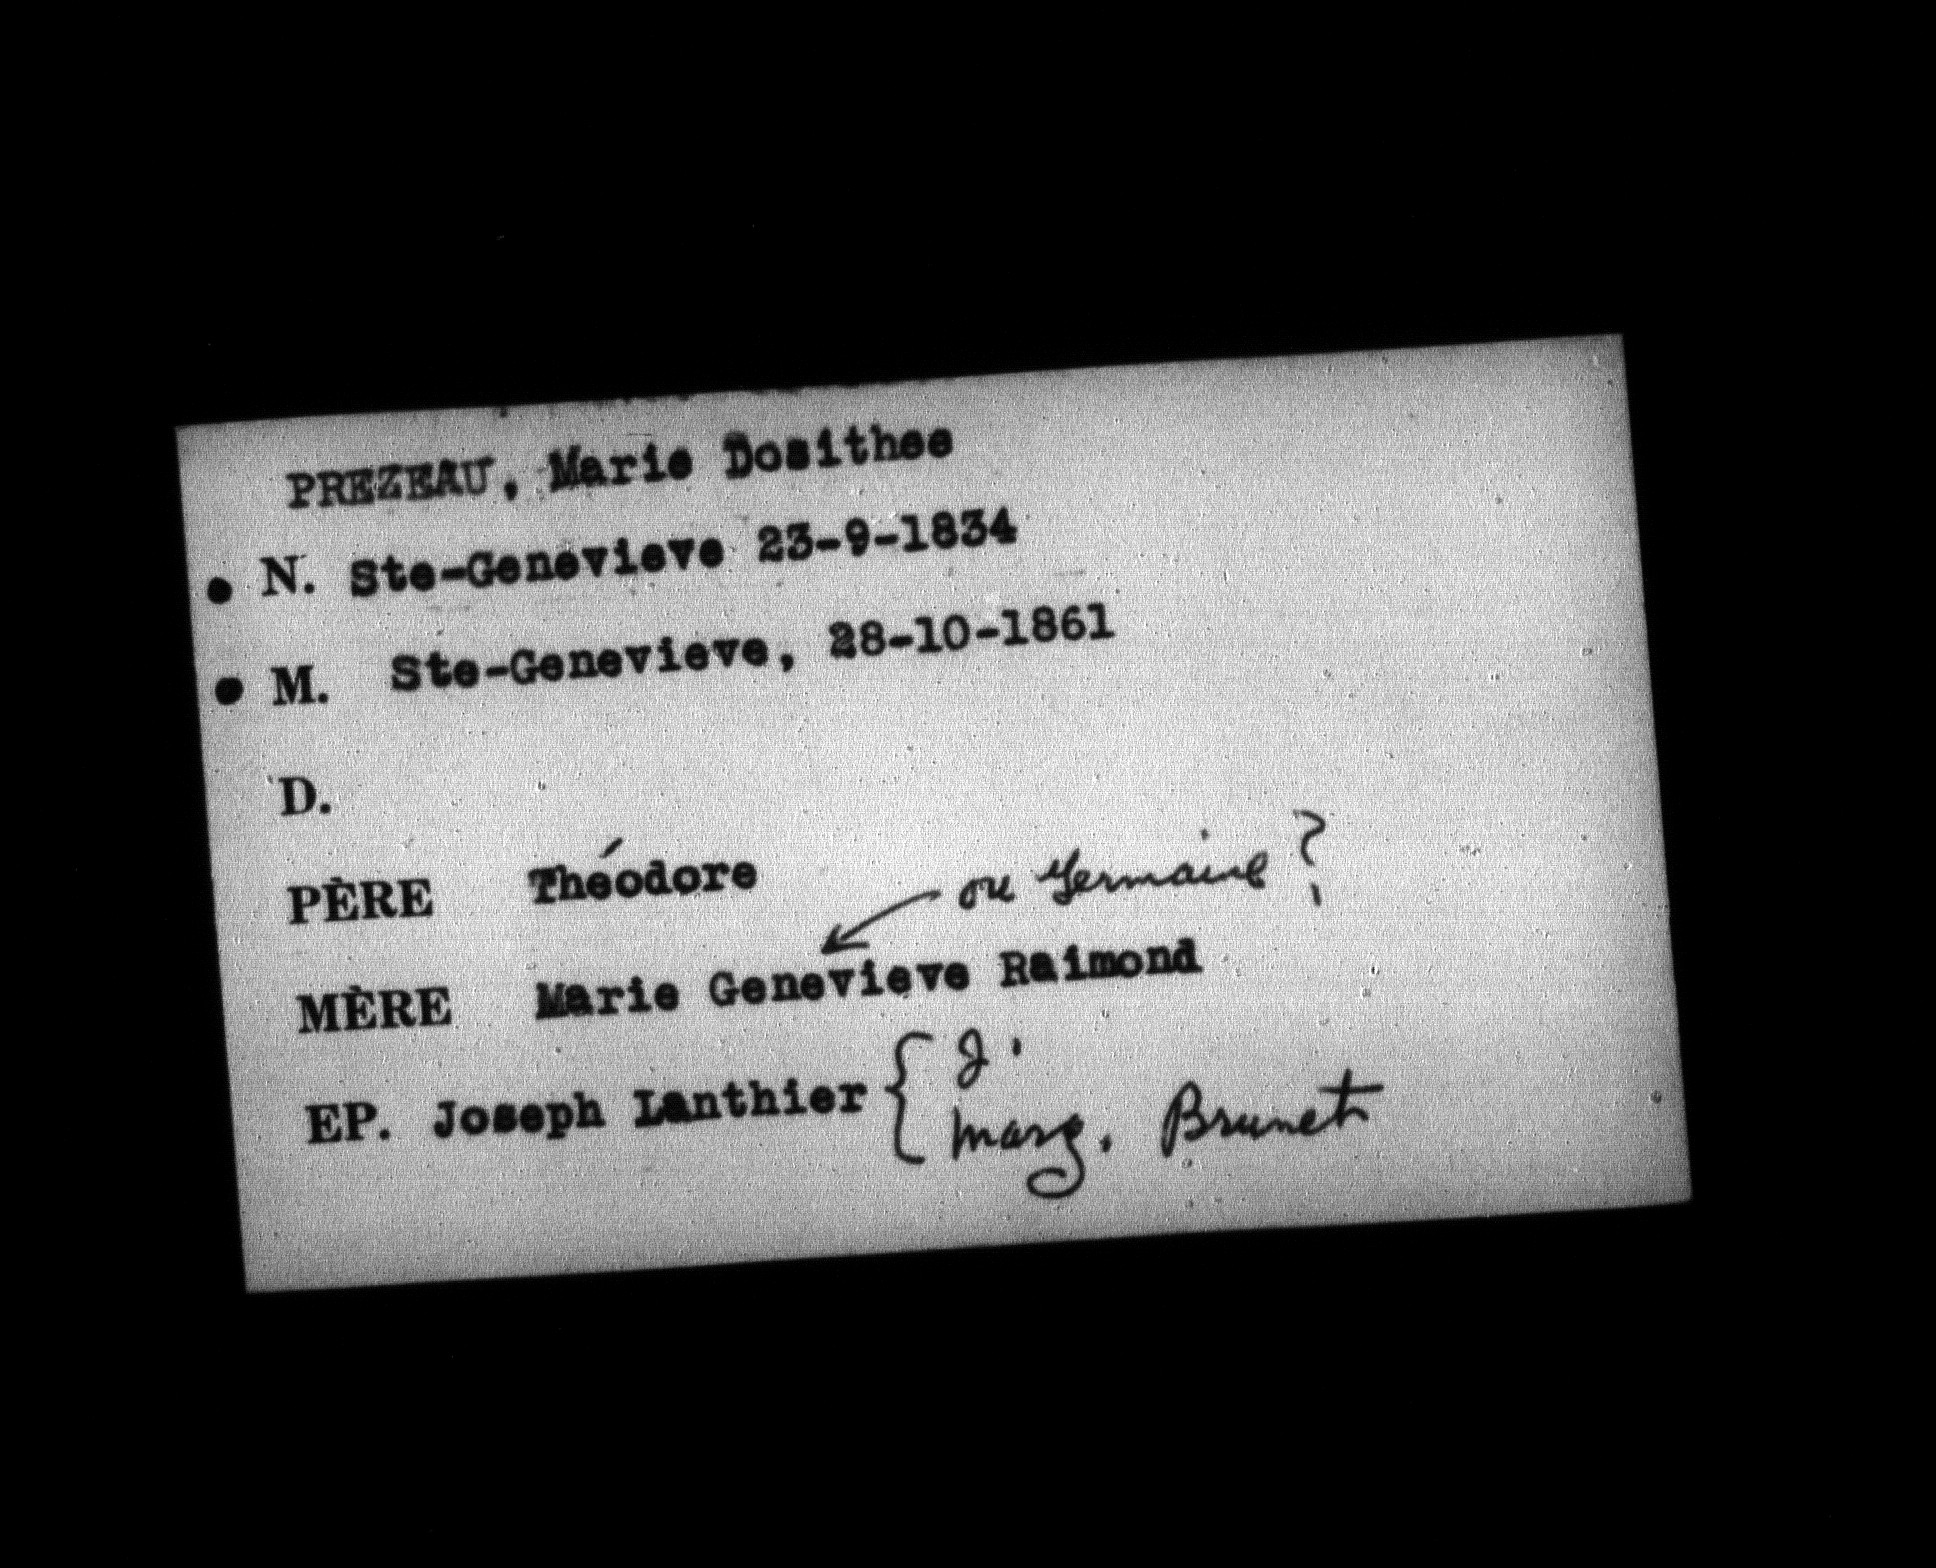 PREZEAU, Marie Dosithee
N. Ste-Genevieve 23-9-1834
M. Ste-Genevieve, 28-10-1861
D.
PÈRE Théodore
ou Germaine ?
MÈRE Marie Genevieve Raimond
EP. Joseph Lanthier { J.
Marg. Brunet